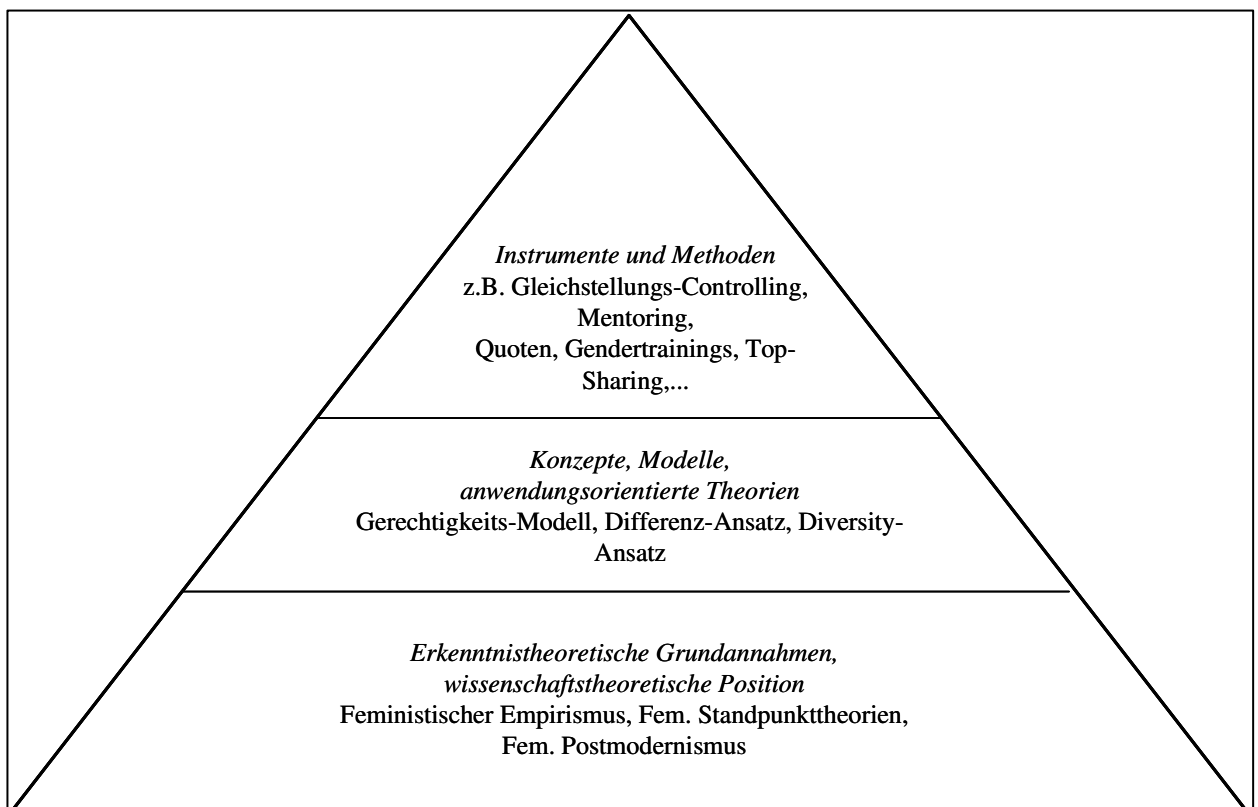 Instrumente und Methoden
z.B. Gleichstellungs-Controlling,
Mentoring,
Quoten, Gendertrainings, Top-
Sharing,...
Konzepte, Modelle,
anwendungsorientierte Theorien
Gerechtigkeits-Modell, Differenz-Ansatz, Diversity-
Ansatz
Erkenntnistheoretische Grundannahmen,
wissenschaftstheoretische Position
Feministischer Empirismus, Fem. Standpunkttheorien,
Fem. Postmodernismus